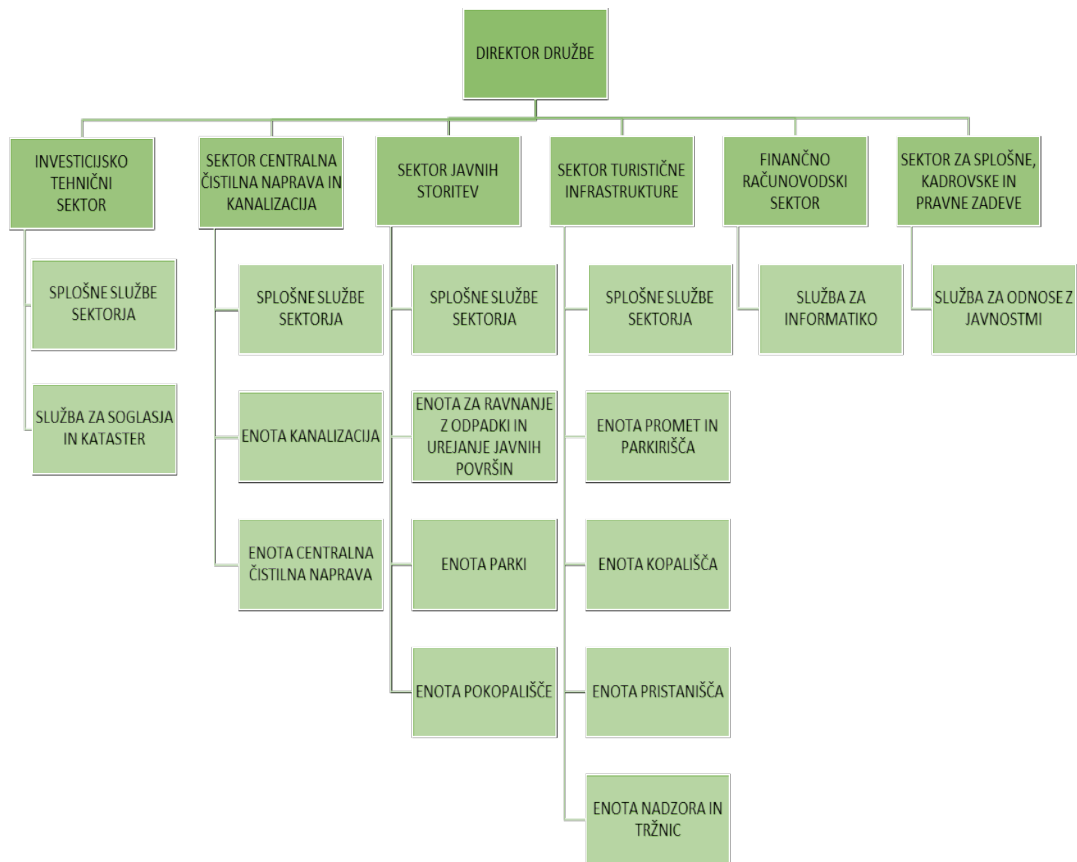 DIREKTOR DRUŽBE
INVESTICIJSKO
TEHNIČNI
SEKTOR
SEKTOR CENTRALNA
ČISTILNA NAPRAVA IN
KANALIZACIJA
SEKTOR JAVNIH
STORITEV
SEKTOR TURISTIČNE
INFRASTRUKTURE
FINANČNO
RAČUNOVODSKI
SEKTOR
SEKTOR ZA SPLOŠNE,
KADROVSKE IN
PRAVNE ZADEVE
SPLOŠNE SLUŽBE
SEKTORJA
SPLOŠNE SLUŽBE
SEKTORJA
SPLOŠNE SLUŽBE
SEKTORJA
SPLOŠNE SLUŽBE
SEKTORJA
SLUŽBA ZA
INFORMATIKO
SLUŽBA ZA ODNOSE Z
JAVNOSTMI
SLUŽBA ZA SOGLASJA
IN KATASTER
ENOTA KANALIZACIJA
ENOTA ZA RAVNANJE
Z ODPADKI IN
UREJANJE JAVNIH
POVRŠIN
ENOTA PROMET IN
PARKIRIŠČA
ENOTA CENTRALNA
ČISTILNA NAPRAVA
ENOTA PARKI
ENOTA KOPALIŠČA
ENOTA POKOPALIŠČE
ENOTA PRISTANIŠČA
ENOTA NADZORA IN
TRŽNIC